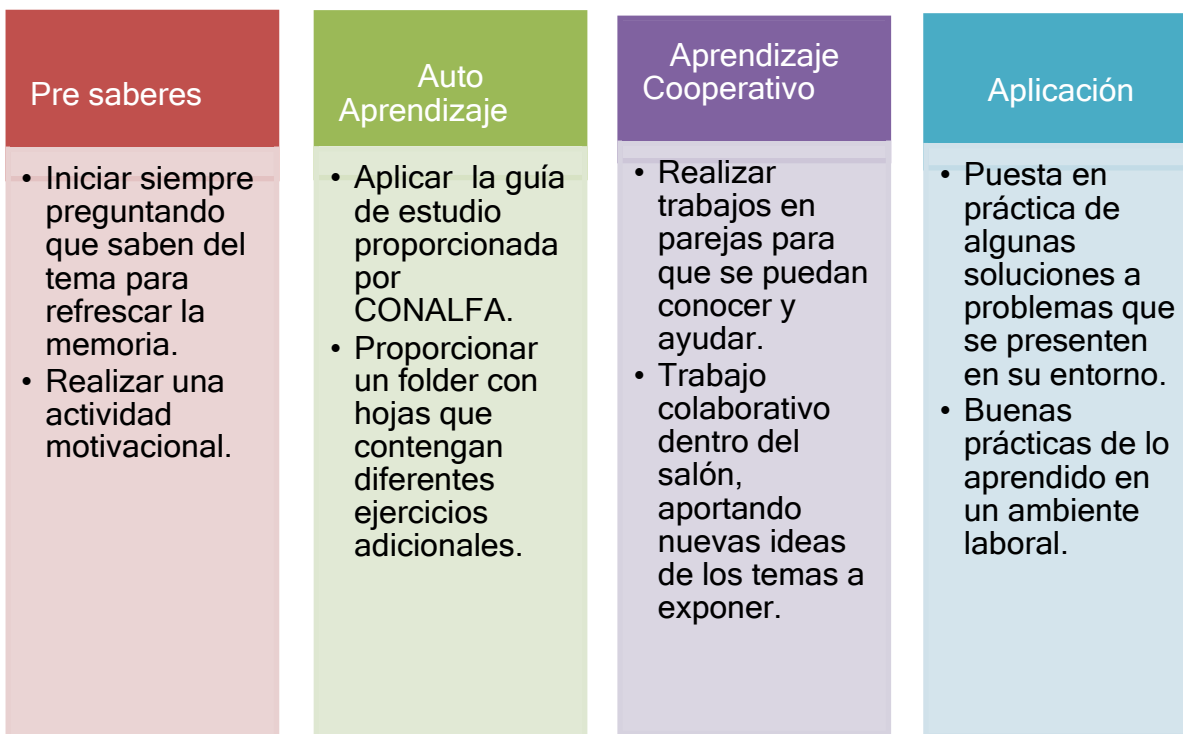 Pre saberes
• Iniciar siempre
preguntando
que saben del
tema para
refrescar la
memoria.
• Realizar una
actividad
motivacional.
Auto
Aprendizaje
• Aplicar la guía
de estudio
proporcionada
por
CONALFA.
• Proporcionar
un folder con
hojas que
contengan
diferentes
ejercicios
adicionales.
Aprendizaje
Cooperativo
• Realizar
trabajos en
parejas para
que se puedan
conocer y
ayudar.
• Trabajo
colaborativo
dentro del
salón,
aportando
nuevas ideas
de los temas a
exponer.
Aplicación
• Puesta en
práctica de
algunas
soluciones a
problemas que
se presenten
en su entorno.
• Buenas
prácticas de lo
aprendido en
un ambiente
laboral.